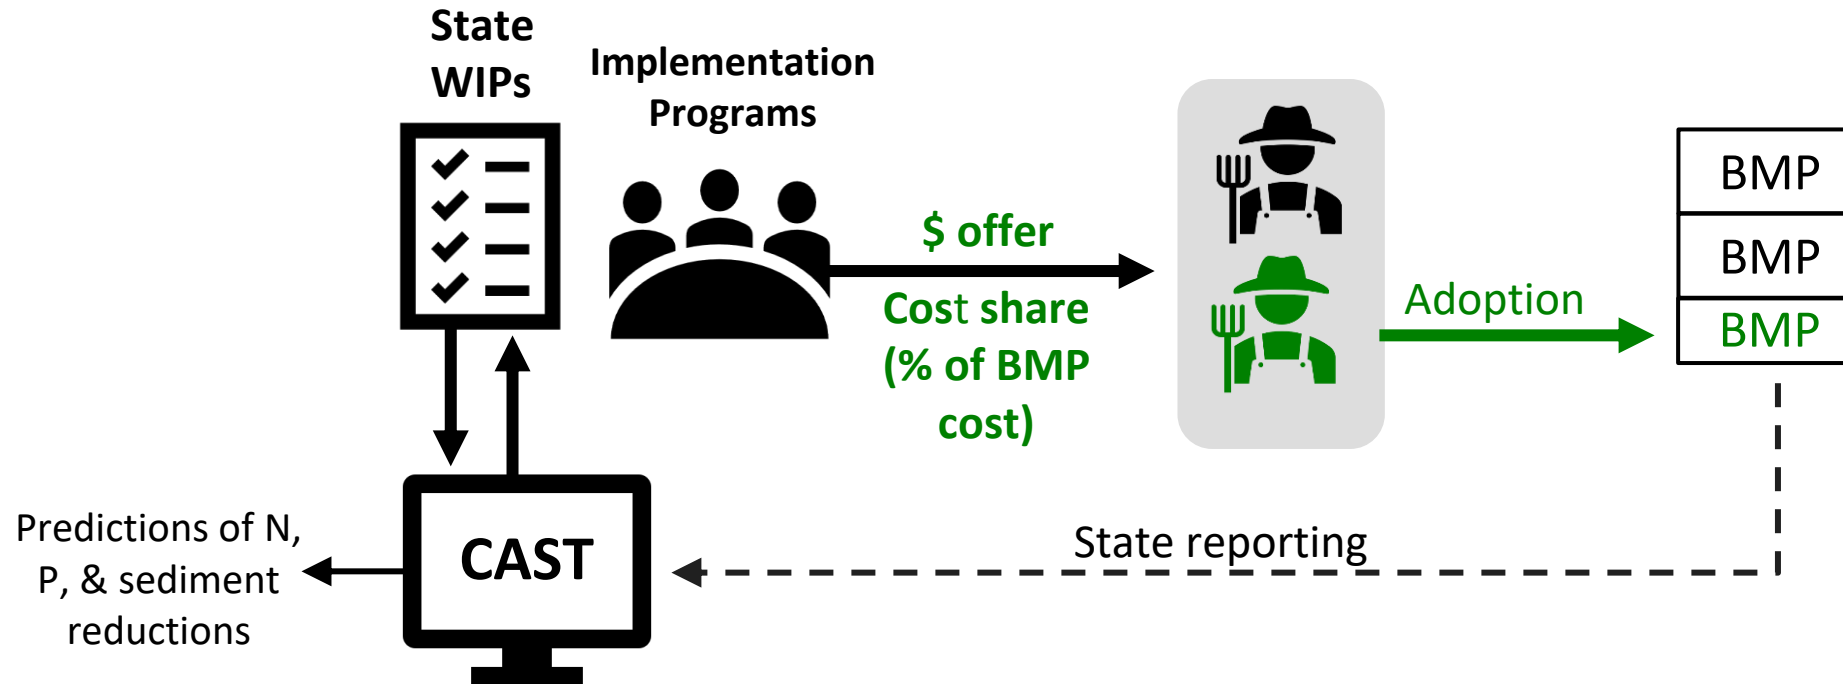 State
WIPs
Implementation
Programs
$ offer
Cost share
(% of BMP
cost)
Adoption
BMP
BMP
BMP
State reporting
CAST
Predictions of N,
P, & sediment
reductions